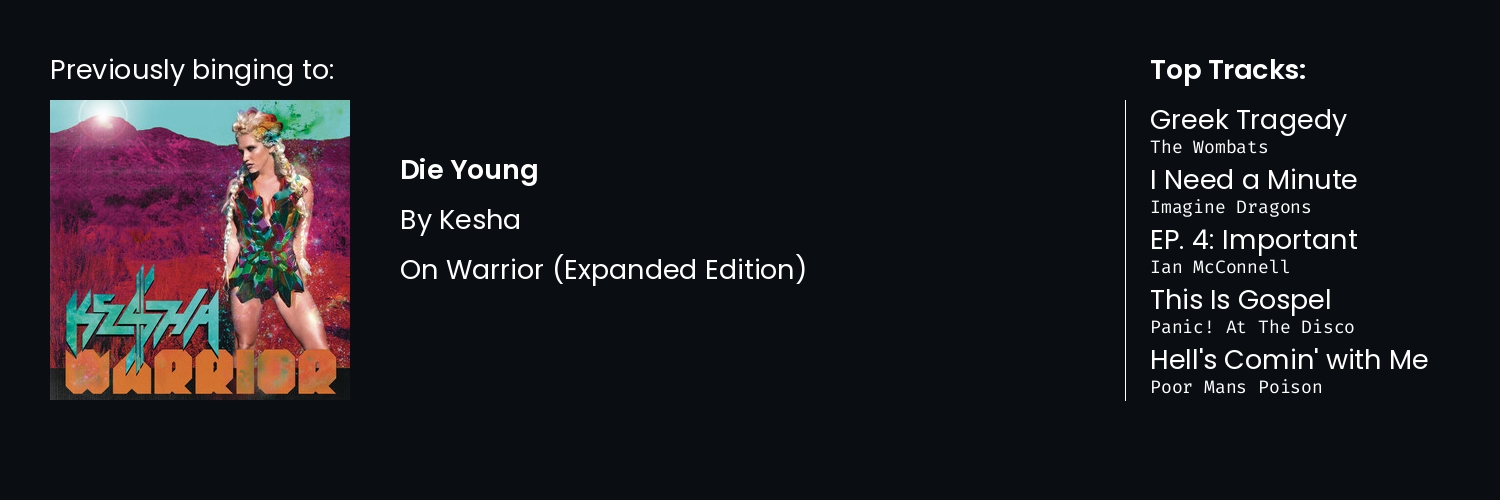 Previously binging to:
KE$HA
WARRIOR
Die Young
By Kesha
On Warrior (Expanded Edition)
Top Tracks:
Greek Tragedy
The Wombats
I Need a Minute
Imagine Dragons
EP. 4: Important
Ian McConnell
This Is Gospel
Panic! At The Disco
Hell's Comin' with Me
Poor Mans Poison